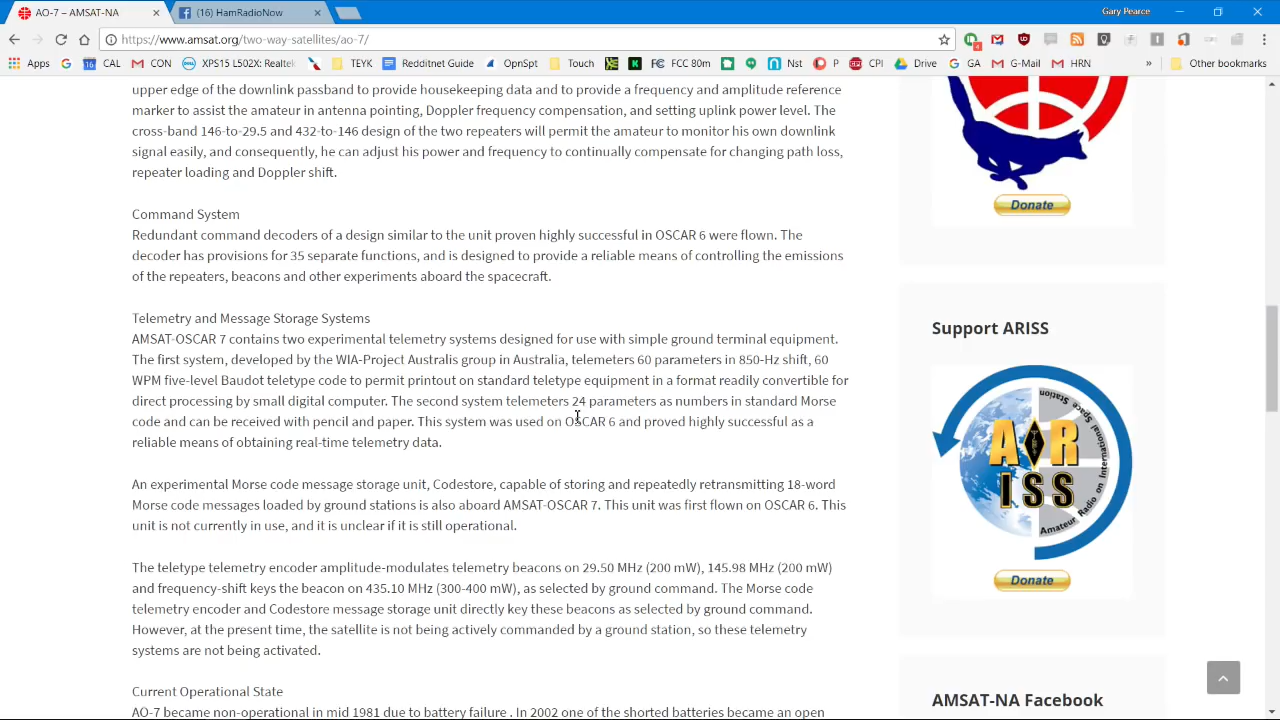 AO-7 – AMSAT-NA
(16) HamRadioNow
Gary Pearce
https://www.amsat.org/two-way-satellites/ao-7/
4
Apps
CAL
CON
XPS15 L502X: Realtek
TEYK
Redditnet Guide
OpnSpt
Touch
FCC 80m
Nst
P
CPI
Drive
GA
G-Mail
HRN
»
Other bookmarks
upper edge of the downlink passband to provide housekeeping data and to provide a frequency and amplitude reference
marker to assist the amateur in antenna pointing, Doppler frequency compensation, and setting uplink power level. The
cross-band 146-to-29.5 and 432-to-146 design of the two repeaters will permit the amateur to monitor his own downlink
signal easily, and consequently, he can adjust his power and frequency to continually compensate for changing path loss,
repeater loading and Doppler shift.
Command System
Redundant command decoders of a design similar to the unit proven highly successful in OSCAR 6 were flown. The
decoder has provisions for 35 separate functions, and is designed to provide a reliable means of controlling the emissions
of the repeaters, beacons and other experiments aboard the spacecraft.
Telemetry and Message Storage Systems
AMSAT-OSCAR 7 contains two experimental telemetry systems designed for use with simple ground terminal equipment.
The first system, developed by the WIA-Project Australis group in Australia, telemeters 60 parameters in 850-Hz shift, 60
WPM five-level Baudot teletype code to permit printout on standard teletype equipment in a format readily convertible for
direct processing by small digital computer. The second system telemeters 24 parameters as numbers in standard Morse
code and can be received with pencil and paper. This system was used on OSCAR 6 and proved highly successful as a
reliable means of obtaining real-time telemetry data.
An experimental Morse code message storage unit, Codestore, capable of storing and repeatedly retransmitting 18-word
Morse code messages loaded by ground stations is also aboard AMSAT-OSCAR 7. This unit was first flown on OSCAR 6. This
unit is not currently in use, and it is unclear if it is still operational.
The teletype telemetry encoder amplitude-modulates telemetry beacons on 29.50 MHz (200 mW), 145.98 MHz (200 mW)
and frequency-shift keys the beacon on 435.10 MHz (300-400 mW), as selected by ground command. The Morse code
telemetry encoder and Codestore message storage unit directly key these beacons as selected by ground command.
However, at the present time, the satellite is not being actively commanded by a ground station, so these telemetry
systems are not being activated.
Current Operational State
AO-7 became non-operational in mid 1981 due to battery failure . In 2002 one of the shorted batteries became an open
Donate
Support ARISS
ARISS
Amateur Radio on International Space Station
Donate
AMSAT-NA Facebook